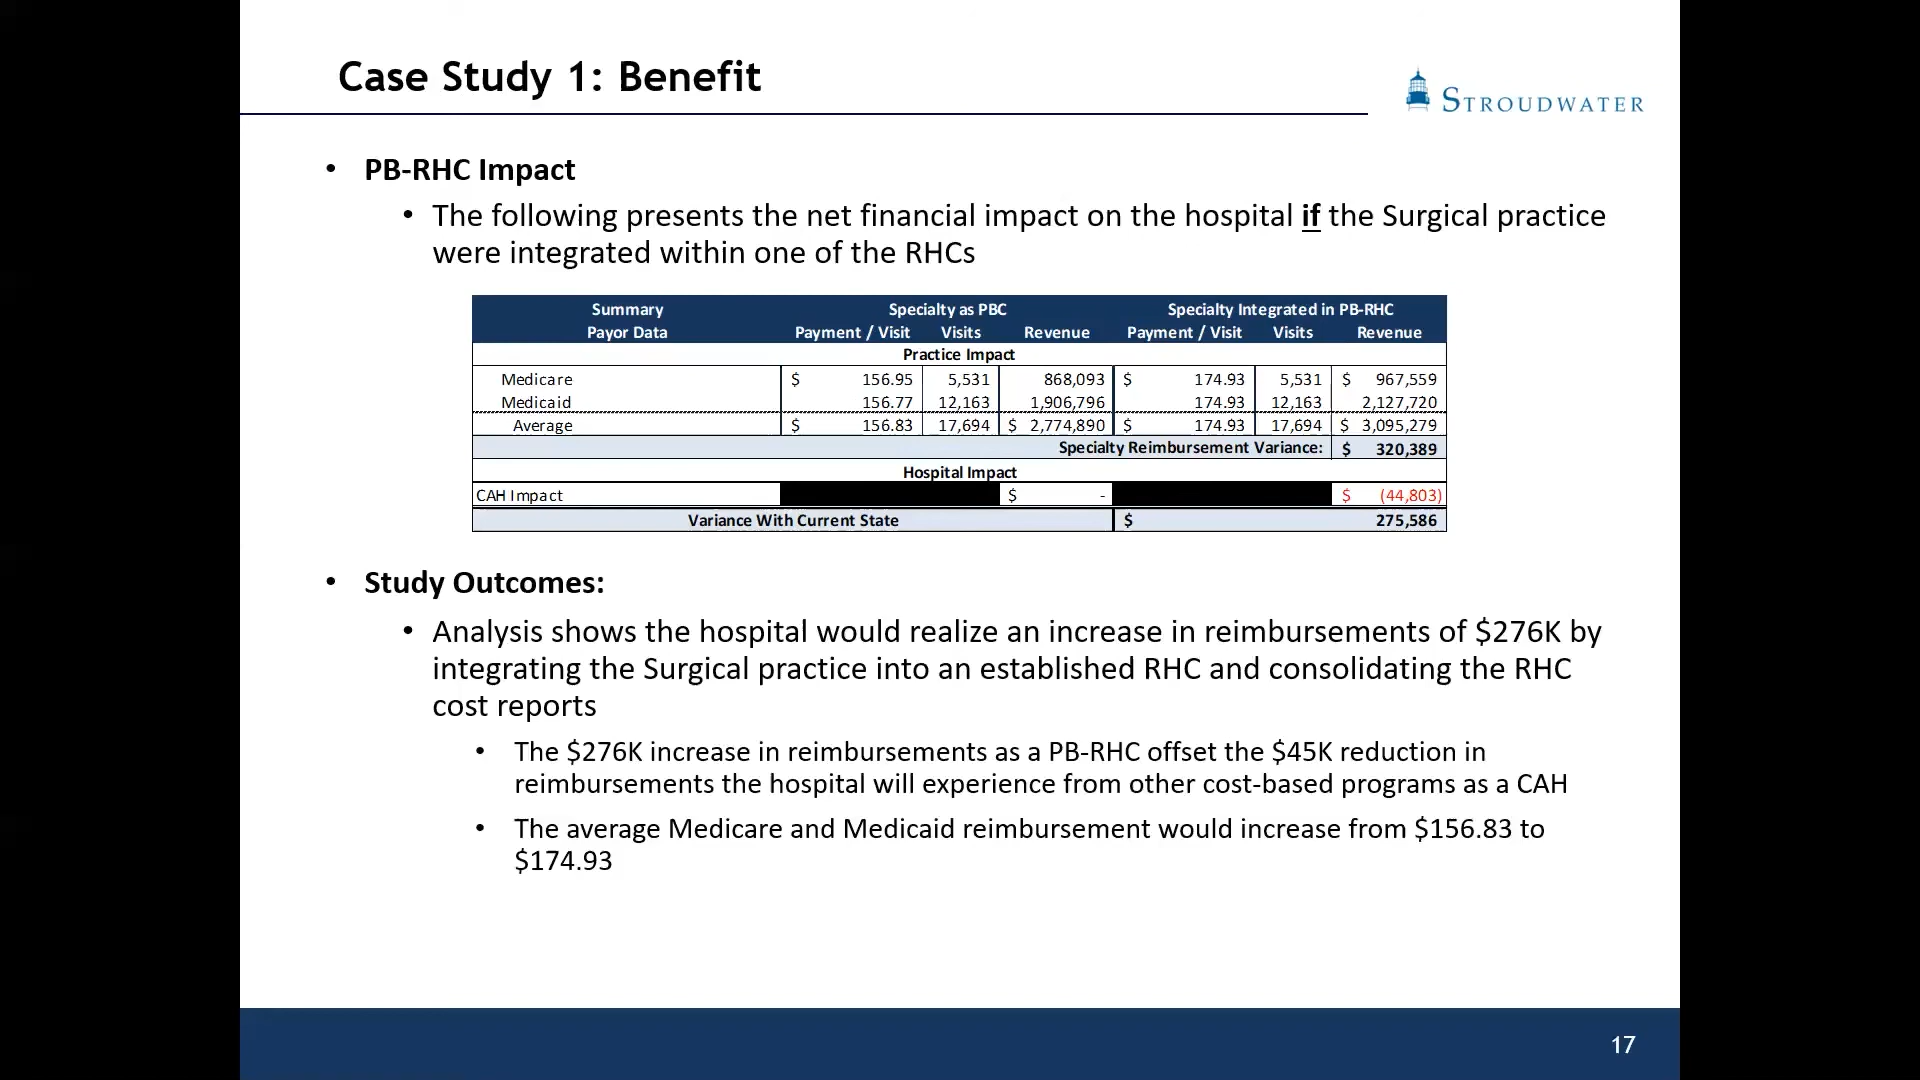 Case Study 1: Benefit
STROUDWATER
• PB-RHC Impact
• The following presents the net financial impact on the hospital if the Surgical practice
were integrated within one of the RHCs
Summary Specialty as PBC Specialty Integrated in PB-RHC
Payor Data Payment / Visit Visits Revenue Payment / Visit Visits Revenue
Practice Impact
Medicare $ 156.95 5,531 868,093 $ 174.93 5,531 $ 967,559
Medicaid 156.77 12,163 1,906,796 174.93 12,163 2,127,720
Average $ 156.83 17,694 $ 2,774,890 $ 174.93 17,694 $ 3,095,279
Specialty Reimbursement Variance: $ 320,389
Hospital Impact
CAH Impact $ - $ (44,803)
Variance With Current State $ 275,586
• Study Outcomes:
• Analysis shows the hospital would realize an increase in reimbursements of $276K by
integrating the Surgical practice into an established RHC and consolidating the RHC
cost reports
• The $276K increase in reimbursements as a PB-RHC offset the $45K reduction in
reimbursements the hospital will experience from other cost-based programs as a CAH
• The average Medicare and Medicaid reimbursement would increase from $156.83 to
$174.93
17